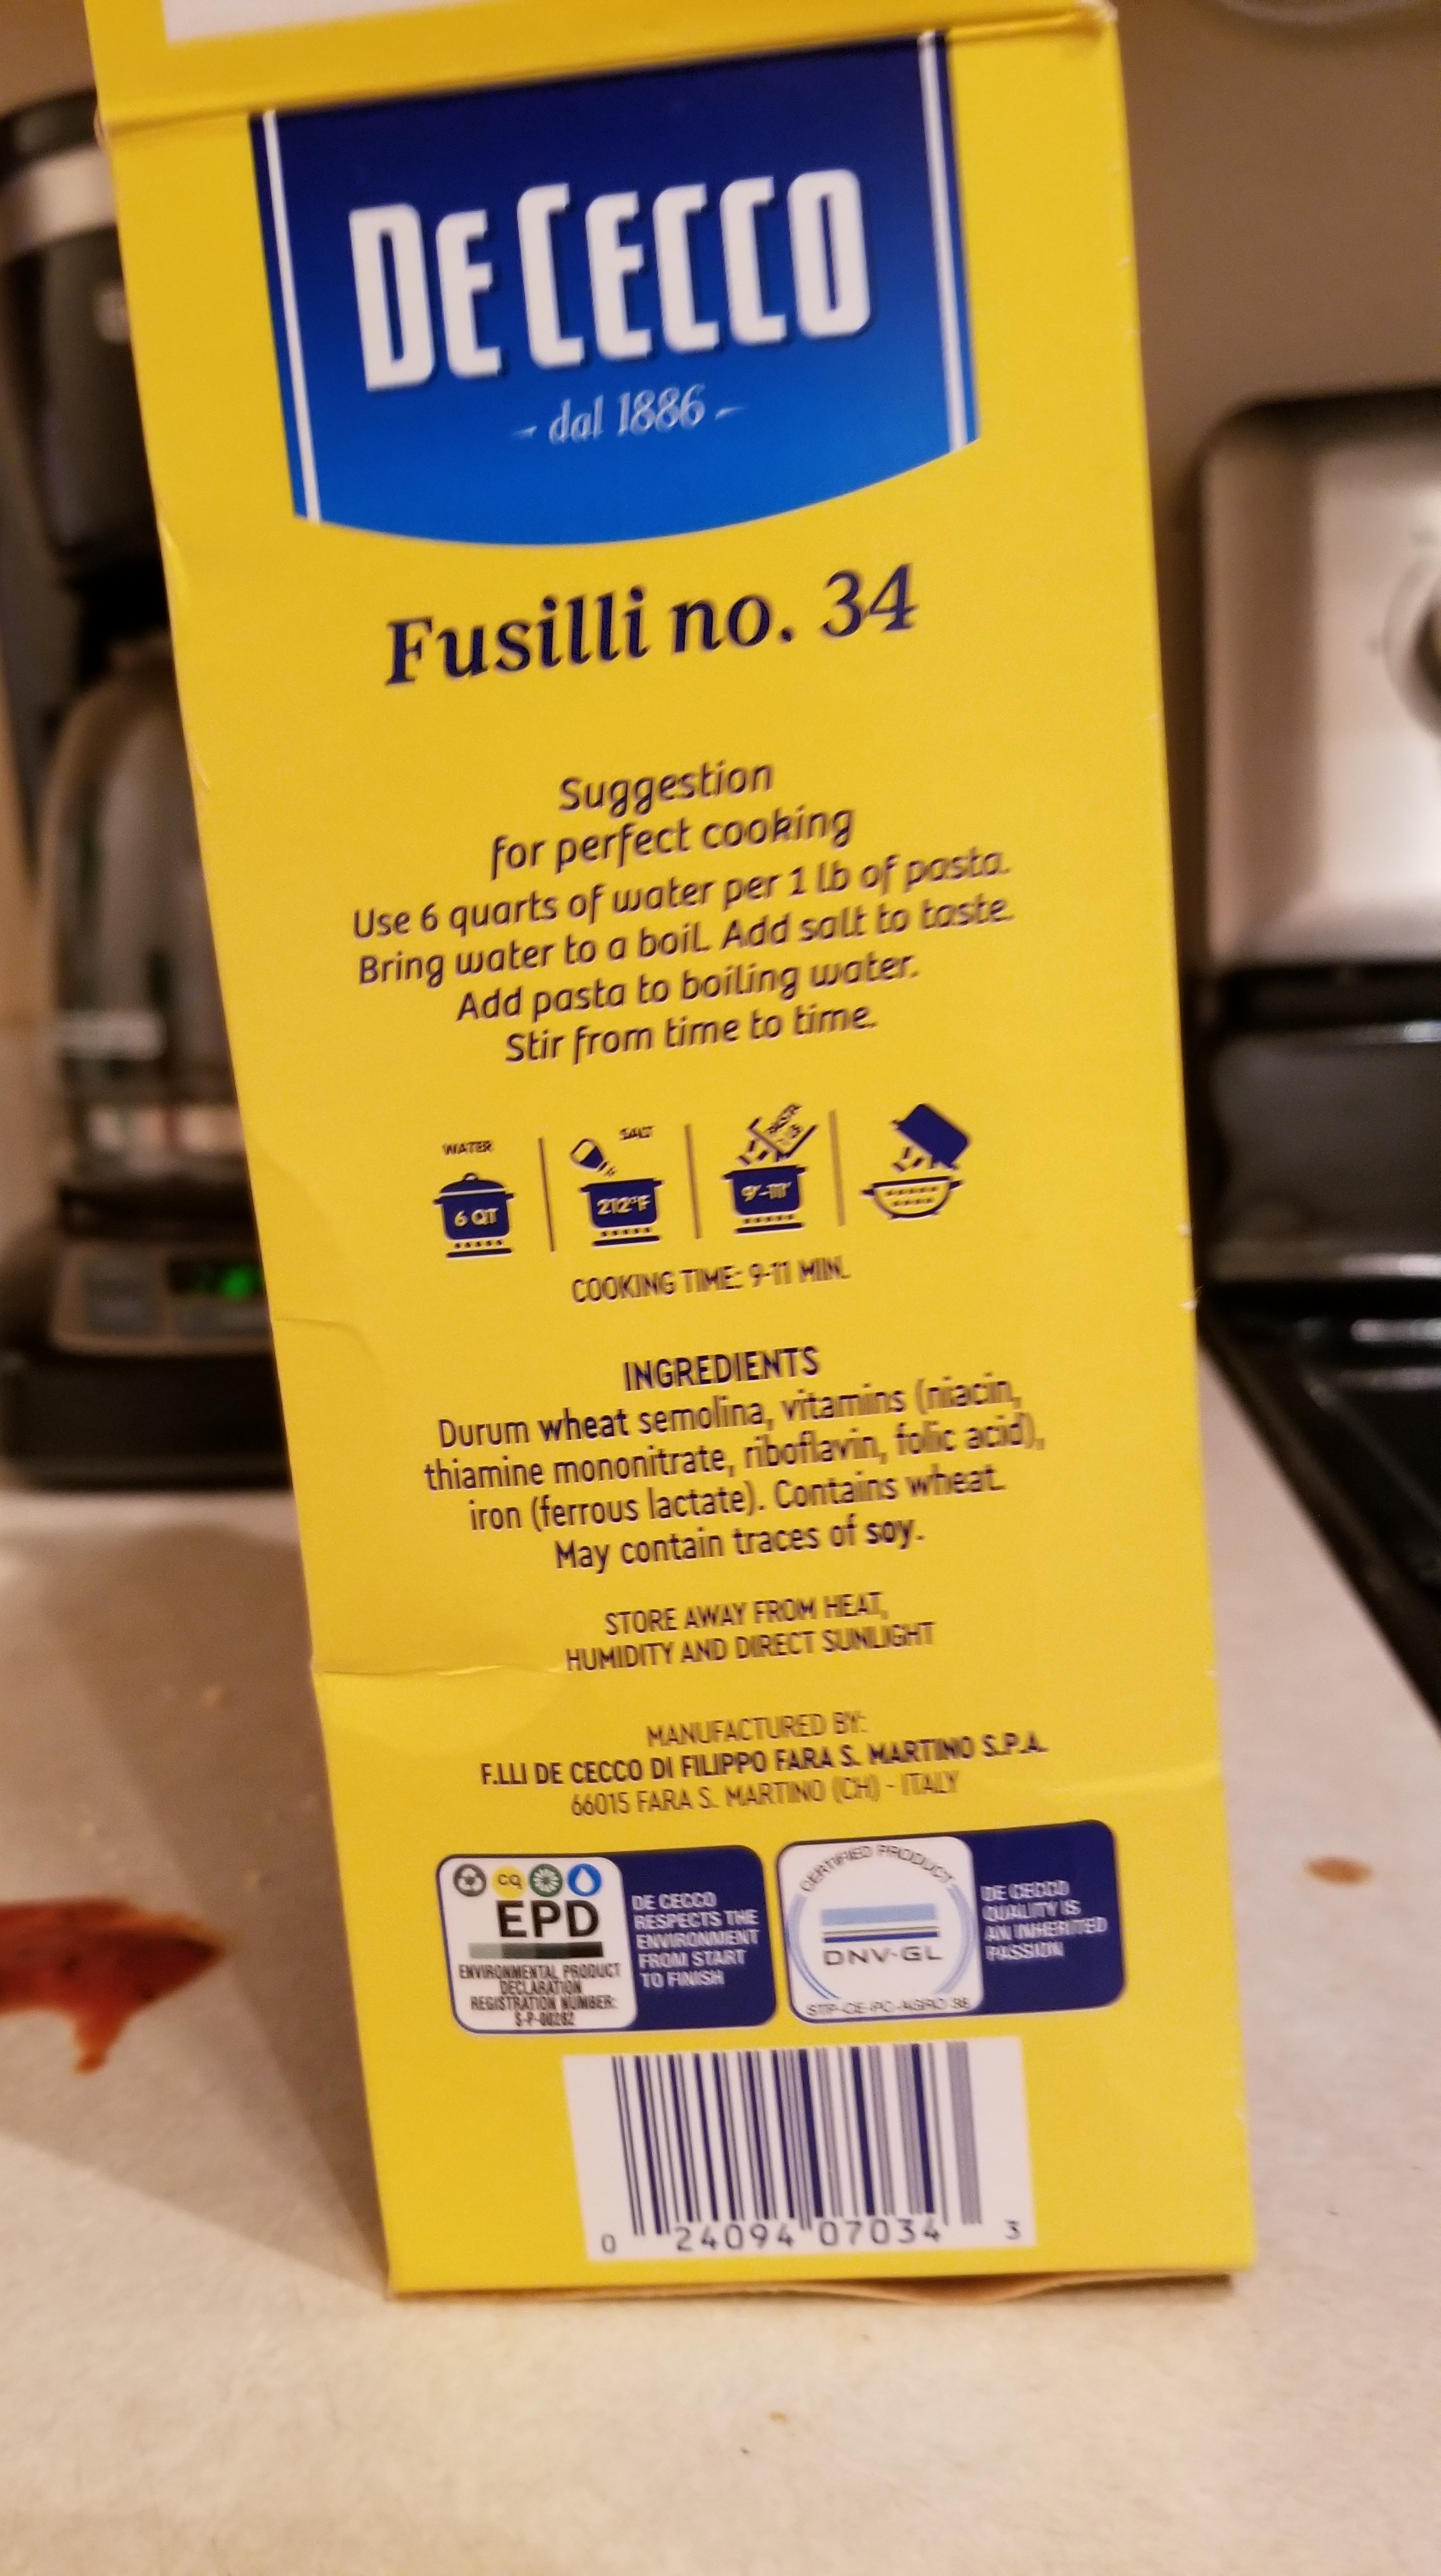 DE CECCO
- dal 1886 -
Fusilli no. 34
Suggestion
for perfect cooking
Use 6 quarts of water per 1 lb of pasta.
Bring water to a boil. Add salt to taste.
Add pasta to boiling water.
Stir from time to time.
WATER
SALT
6 QT
212°F
9'-11'
COOKING TIME: 9-11 MIN.
INGREDIENTS
Durum wheat semolina, vitamins (niacin,
thiamine mononitrate, riboflavin, folic acid),
iron (ferrous lactate). Contains wheat.
May contain traces of soy.
STORE AWAY FROM HEAT,
HUMIDITY AND DIRECT SUNLIGHT
MANUFACTURED BY:
F.LLI DE CECCO DI FILIPPO FARA S. MARTINO S.P.A.
66015 FARA S. MARTINO (CH) - ITALY
CQ
EPD
ENVIRONMENTAL PRODUCT
DECLARATION
REGISTRATION NUMBER:
S-P-00282
DE CECCO
RESPECTS THE
ENVIRONMENT
FROM START
TO FINISH
CERTIFIED PRODUCT
DNV·GL
DE CECCO
QUALITY IS
AN INHERITED
PASSION
0 24094 07034 3